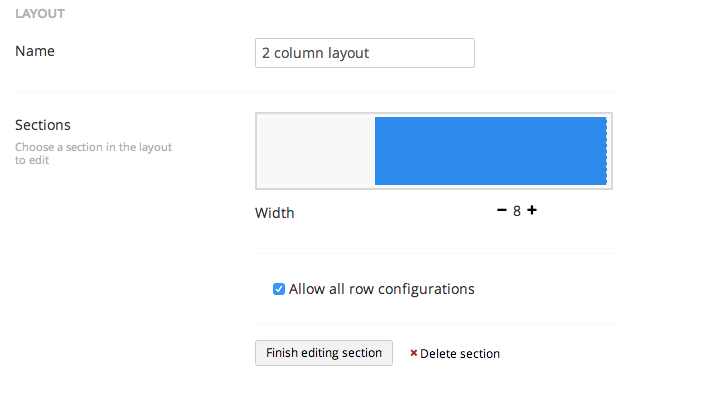 LAYOUT
Name
2 column layout
Sections
Choose a section in the layout
to edit
Width
− 8 +
Allow all row configurations
Finish editing section
Delete section